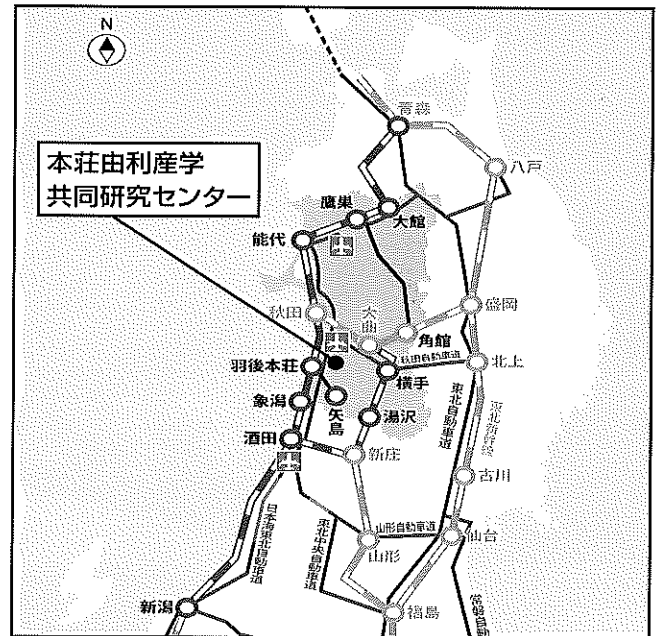 N
青森
八戸
本荘由利産学
共同研究センター
鷹巣
大館
能代
秋田
大曲
角館
盛岡
秋田自動車道
羽後本荘
横手
北上
象潟
矢島
湯沢
東北自動車道
東北新幹線
酒田
新庄
古川
日本海東北自動車道
東北中央自動車道
山形自動車道
山形
仙台
新潟
福島
常磐自動